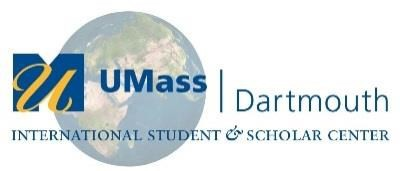 U
UMass | Dartmouth
INTERNATIONAL STUDENT & SCHOLAR CENTER